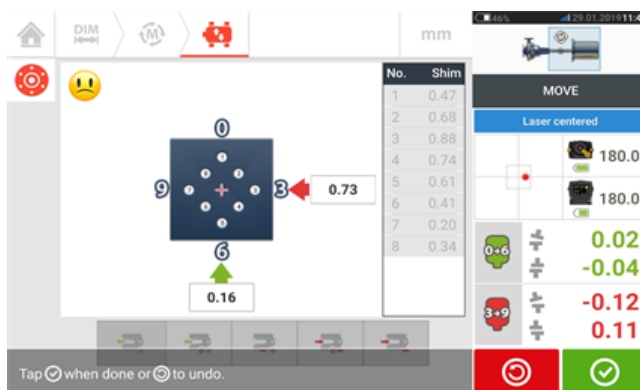 DIM
M
mm
46% 29.01.2019 11:4
MOVE
Laser centered
180.0
180.0
No. Shim
1 0.47
2 0.68
3 0.88
4 0.74
5 0.61
6 0.41
7 0.20
8 0.34
0
9
3
0.73
6
0.16
0→6
0.02
-0.04
3→9
-0.12
0.11
Tap when done or to undo.